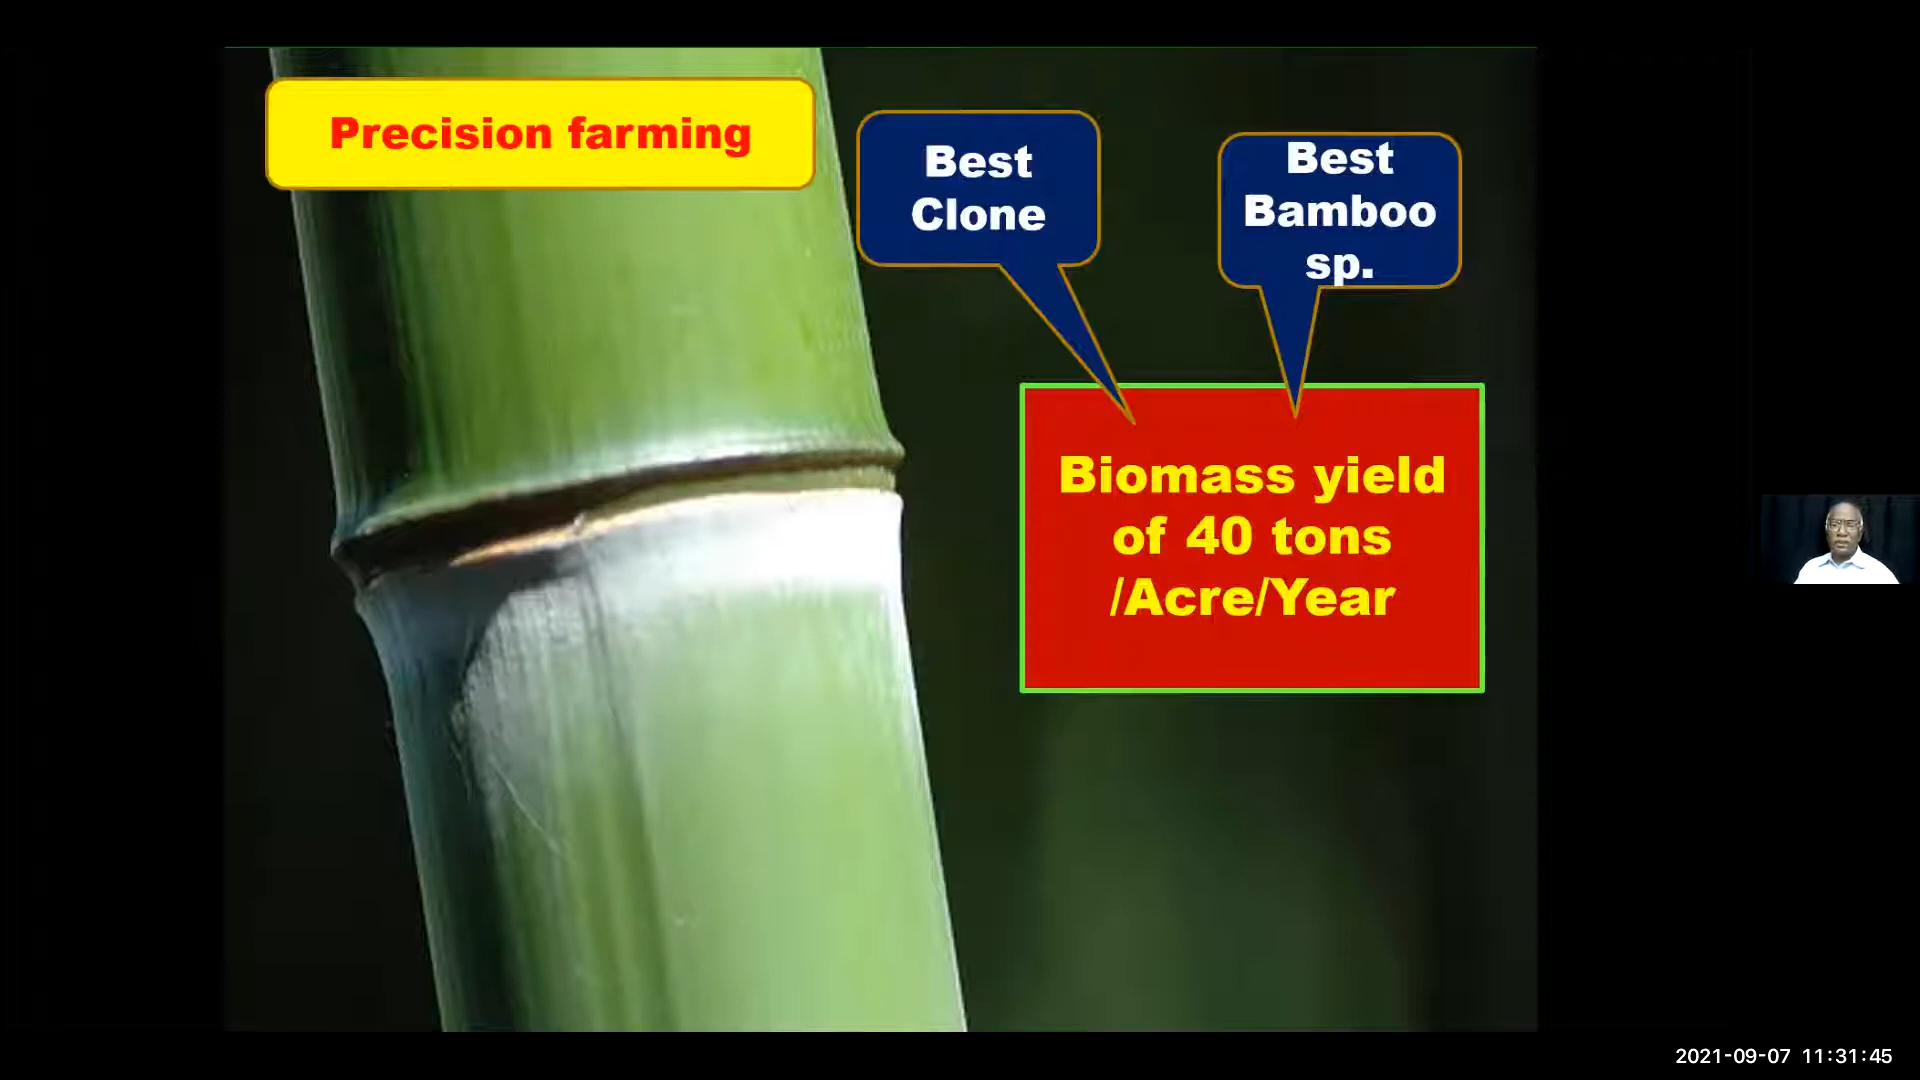 Precision farming
Best
Clone
Best
Bamboo
sp.
Biomass yield
of 40 tons
/Acre/Year
2021-09-07 11:31:45